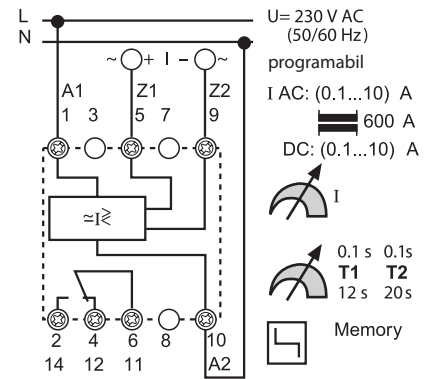 L
N
U= 230 V AC
(50/60 Hz)
~ + I - ~
programabil
A1 Z1 Z2
1 3 5 7 9
I AC: (0.1...10) A
600 A
DC: (0.1...10) A
≃I≷
I
0.1 s 0.1s
T1 T2
12 s 20s
2 4 6 8 10
14 12 11 A2
Memory